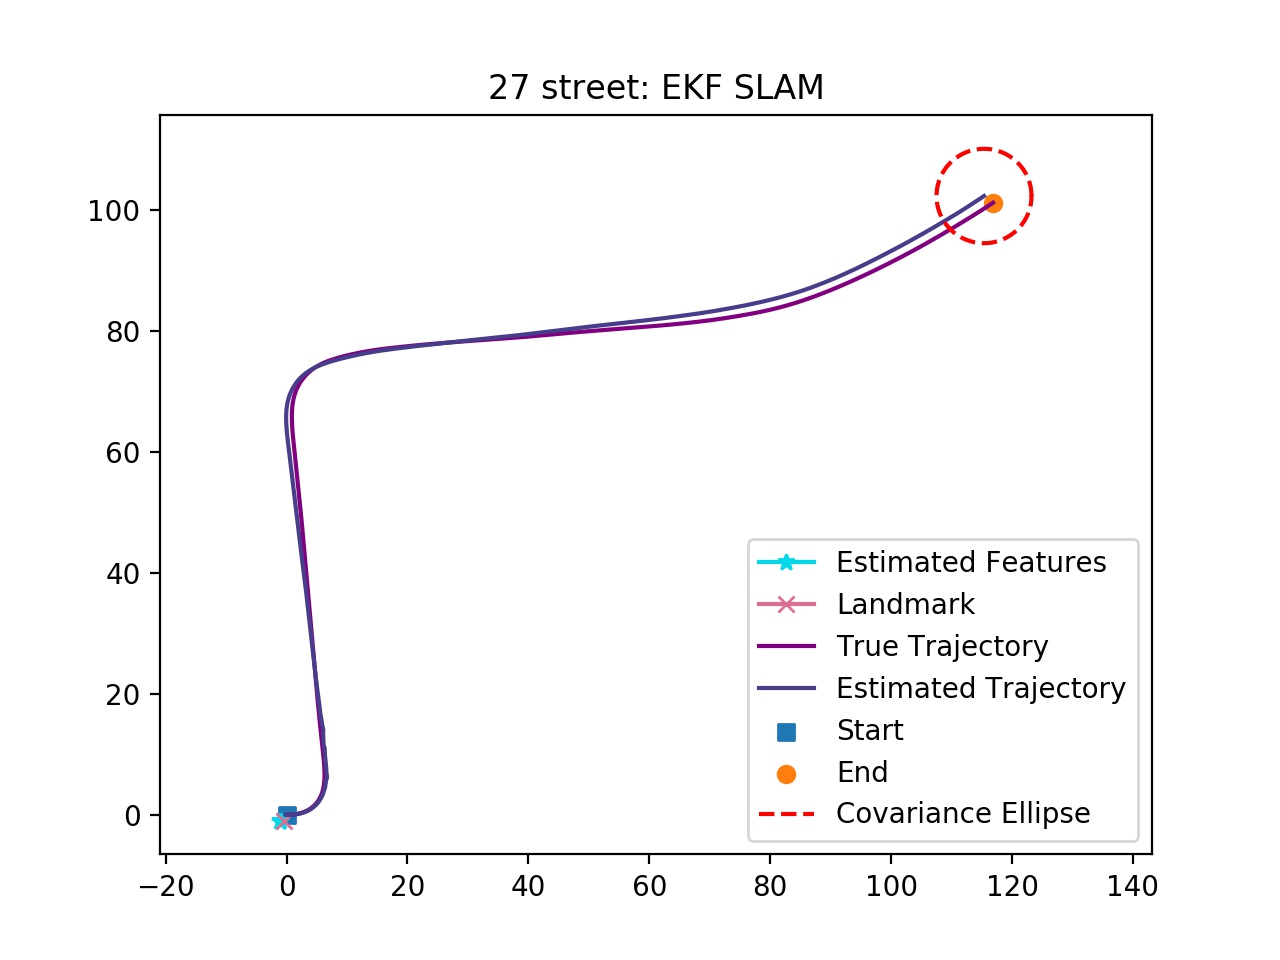 27 street: EKF SLAM
100
80
60
40
20
0
Estimated Features
Landmark
True Trajectory
Estimated Trajectory
Start
End
Covariance Ellipse
−20 0 20 40 60 80 100 120 140